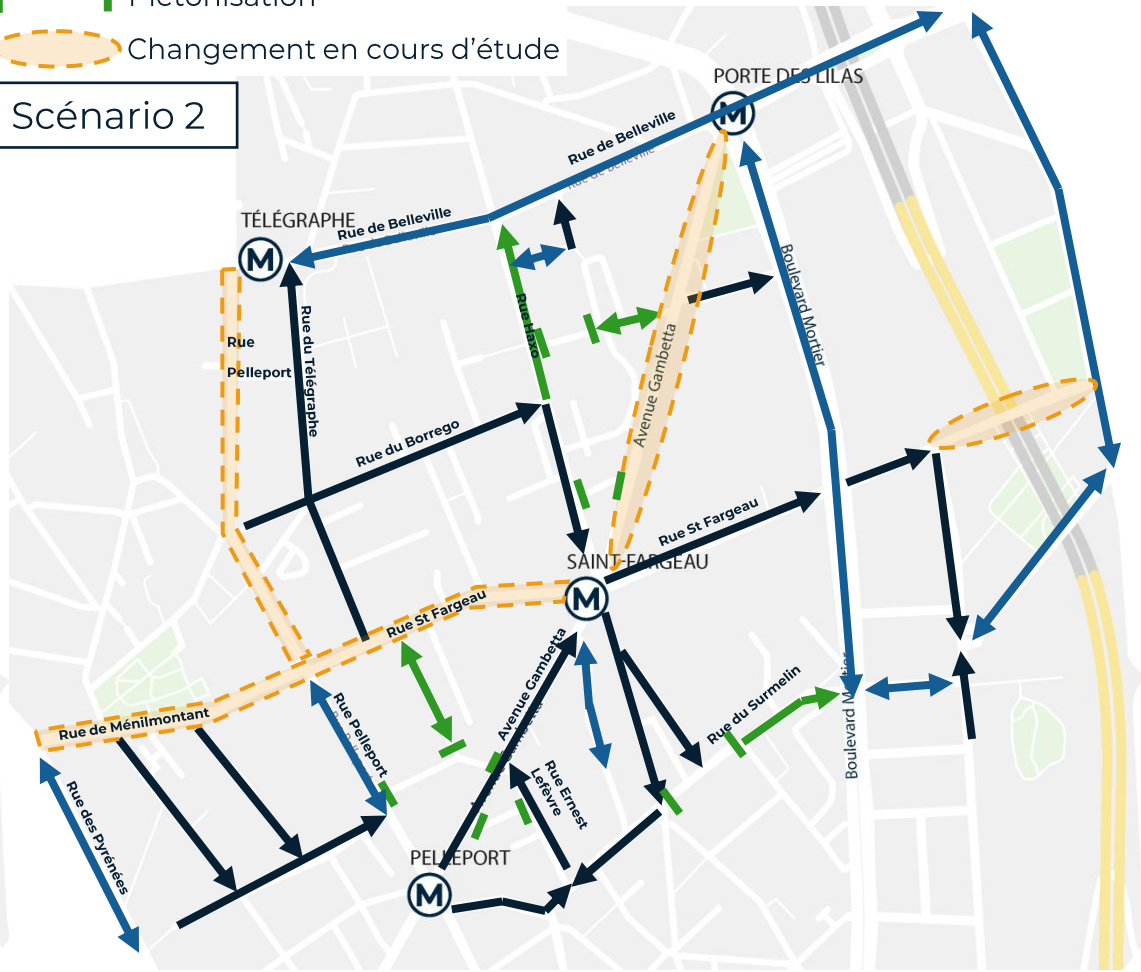 Piétonisation
Changement en cours d’étude
Scénario 2
PORTE DES LILAS
M
Rue de Belleville
Rue de Belleville
TÉLÉGRAPHE
Rue de Belleville
M
Boulevard Mortier
Rue Haxo
Rue du Télégraphe
Rue
Pelleport
Avenue Gambetta
Rue du Borrego
Rue St Fargeau
SAINT-FARGEAU
M
Rue St Fargeau
Avenue Gambetta
Rue du Surmelin
Boulevard Mortier
Rue Pelleport
Rue de Ménilmontant
Rue Ernest
Lefèvre
Rue des Pyrénées
PELLEPORT
M